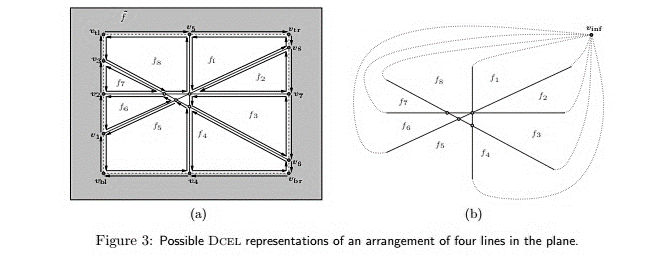 f̃
v_tl v_5 v_tr
v_3 f_8 f_1 v_8
f_7 f_2
v_2 v_7
f_6 f_3
v_1 f_5 f_4
v_6
v_bl v_4 v_br
(a)
v_inf
f_8 f_1
f_7 f_2
f_6 f_3
f_5 f_4
(b)
Figure 3: Possible DCEL representations of an arrangement of four lines in the plane.